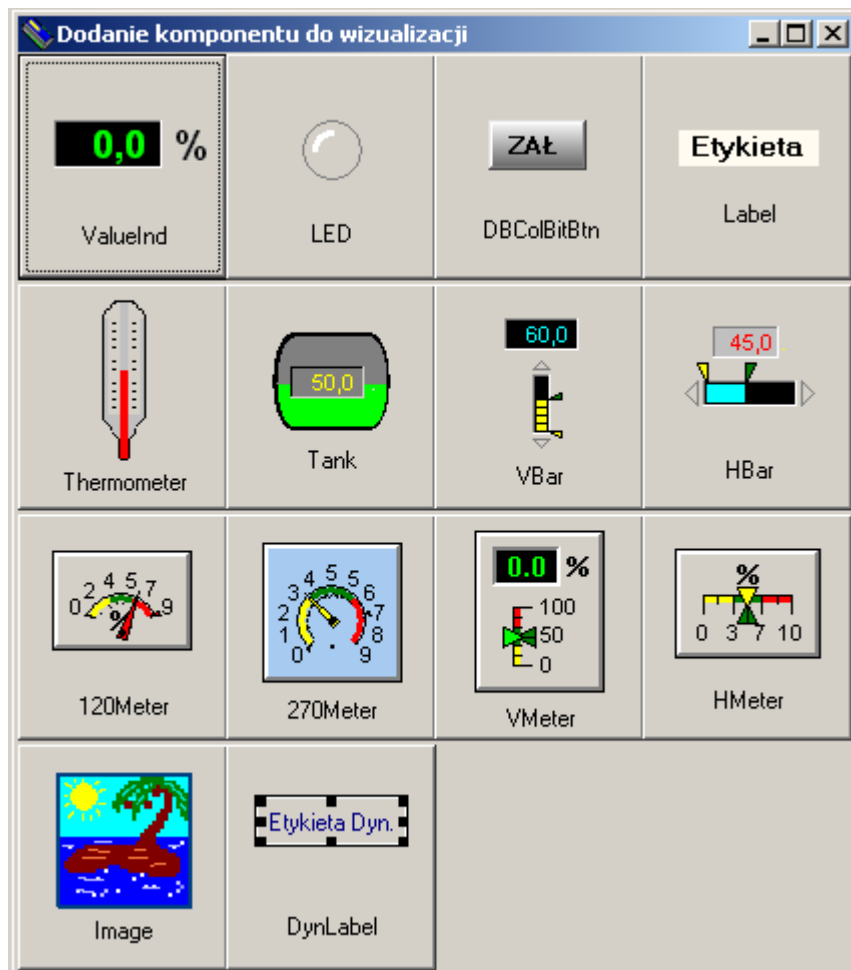 Dodanie komponentu do wizualizacji
0,0 %
ZAŁ
Etykieta
ValueInd
LED
DBColBitBtn
Label
50,0
60,0
45,0
Thermometer
Tank
VBar
HBar
0 2 4 5 7 9
%
0 1 2 3 4 5 5 6 7 8 9
0.0 %
100
50
0
%
0 3 7 10
120Meter
270Meter
VMeter
HMeter
Etykieta Dyn.
Image
DynLabel